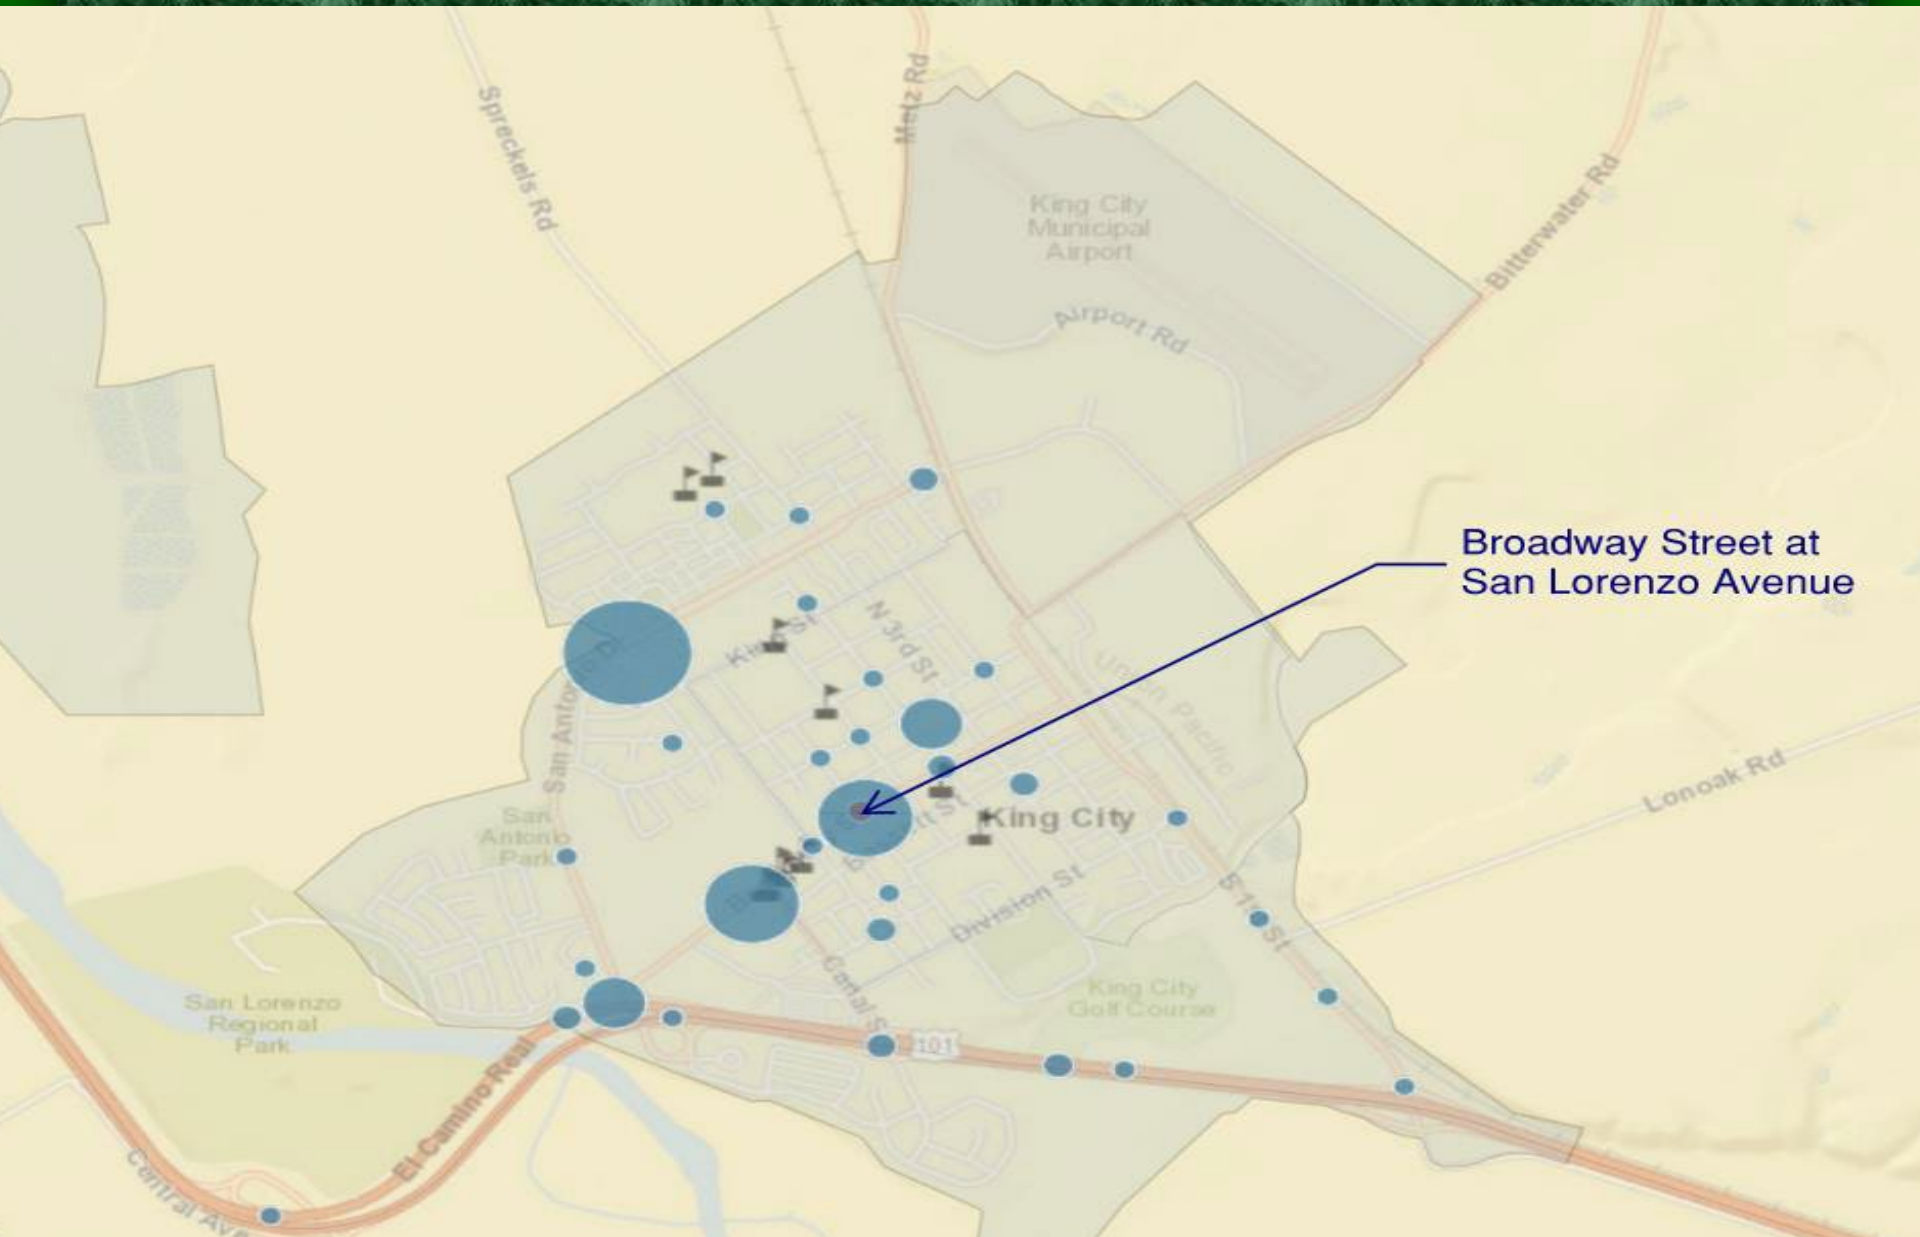 Metz Rd
Spreckels Rd
King City
Municipal
Airport
Bitterwater Rd
Airport Rd
Broadway Street at
San Lorenzo Avenue
N 3rd St
King St
Union Pacific
San Antonio Dr
Lonoak Rd
King City
San
Antonio
Park
Division St
S 1st St
Canal St
King City
Golf Course
San Lorenzo
Regional
Park
101
El Camino Real
Central Ave